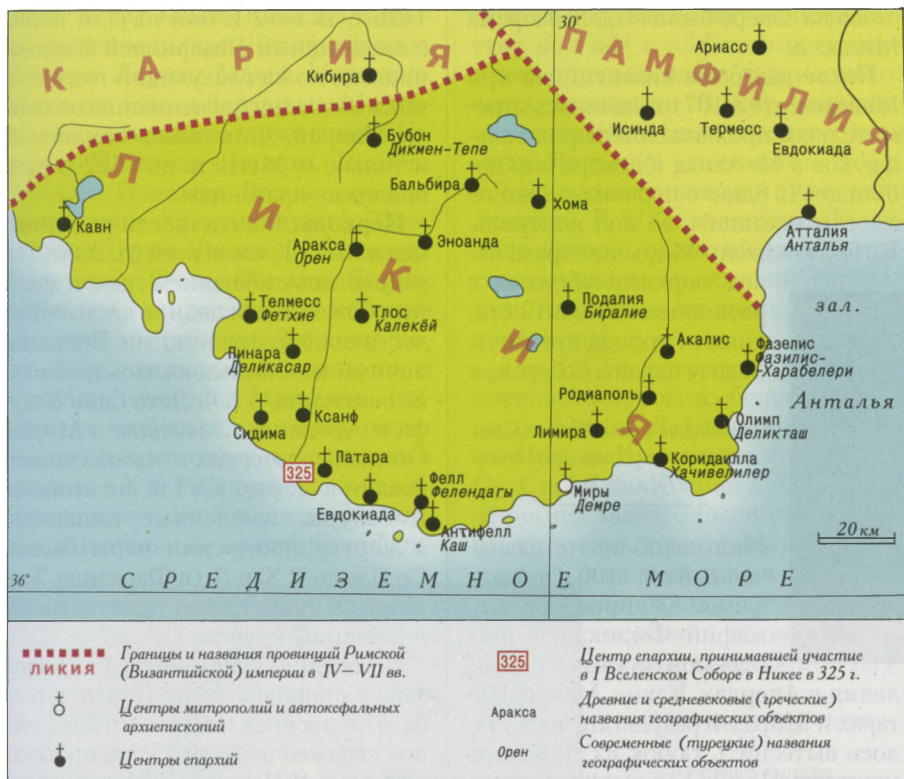 30°
КАРИЯ
ПАМФИЛИЯ
ЛИКИЯ
Ариасс
Кибира
Исинда
Термесс
Евдокиада
Бубон
Дикмен-Тепе
Бальбира
Хома
Кавн
Аракса
Орен
Эноанда
Атталия
Анталья
Телмесс
Фетхие
Тлос
Калекёй
Подалия
Биралие
зал.
Анталья
Пинара
Деликасар
Акалис
Фазелис
Фазилис-
Харабелери
Родиаполь
Сидима
Ксанф
Лимира
Олимп
Деликташ
325
Патара
Коридаилла
Хачивелилер
Евдокиада
Фелл
Фелендагы
Миры
Демре
Антифелл
Каш
20 км
36°
СРЕДИЗЕМНОЕ МОРЕ
ЛИКИЯ
Границы и названия провинций Римской
(Византийской) империи в IV–VII вв.
Центры митрополий и автокефальных
архиепископий
Центры епархий
325
Центр епархии, принимавшей участие
в I Вселенском Соборе в Никее в 325 г.
Аракса
Древние и средневековые (греческие)
названия географических объектов
Орен
Современные (турецкие) названия
географических объектов